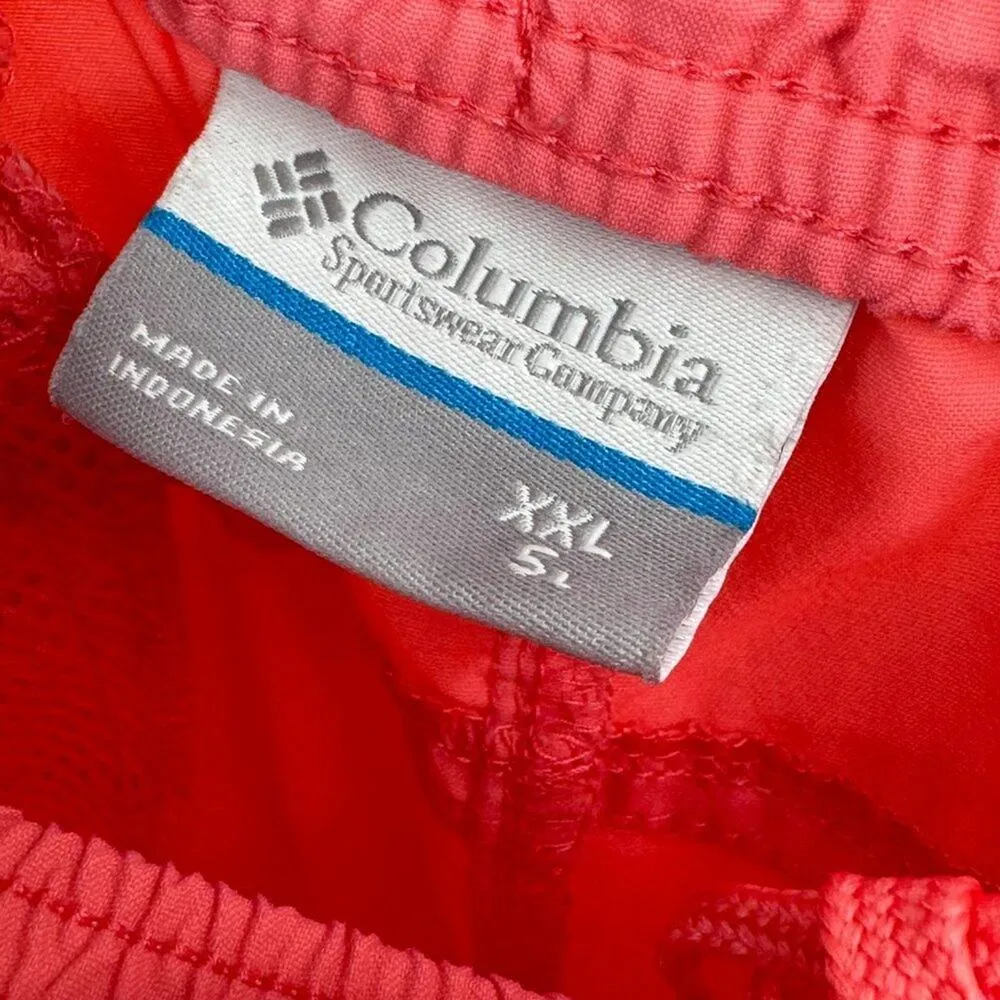 Columbia
Sportswear Company
MADE IN
INDONESIA
XXL
5L